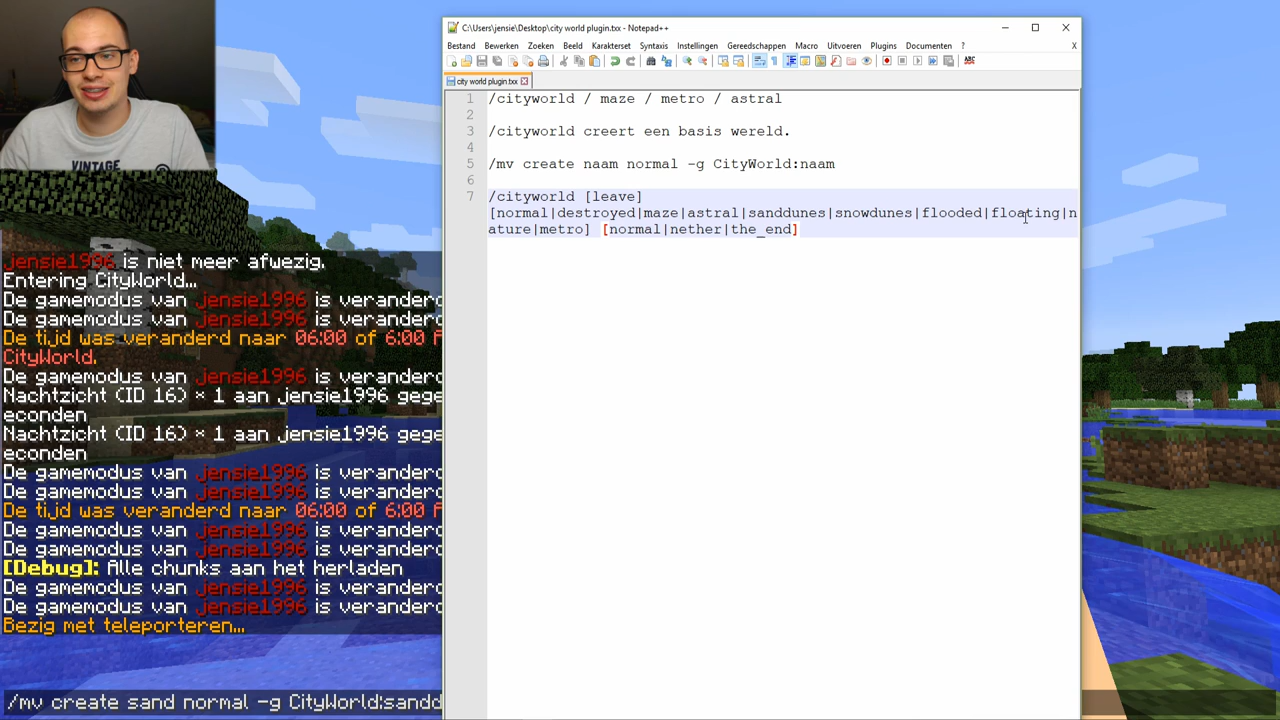 C:\Users\jensie\Desktop\city world plugin.txx - Notepad++
Bestand Bewerken Zoeken Beeld Karakterset Syntaxis Instellingen Gereedschappen Macro Uitvoeren Plugins Documenten ? X
ABC
city world plugin.txx
1 /cityworld / maze / metro / astral
2
3 /cityworld creert een basis wereld.
4
5 /mv create naam normal -g CityWorld:naam
6
7 /cityworld [leave]
[normal|destroyed|maze|astral|sanddunes|snowdunes|flooded|floating|n
ature|metro] [normal|nether|the_end]
VINTAGE
jensie1996 is niet meer afwezig.
Entering CityWorld...
De gamemodus van jensie1996 is veranderd
De gamemodus van jensie1996 is veranderd
De tijd was veranderd naar 06:00 of 6:00
CityWorld.
De gamemodus van jensie1996 is veranderd
Nachtzicht (ID 16) × 1 aan jensie1996 gege
econden
Nachtzicht (ID 16) × 1 aan jensie1996 gege
econden
De gamemodus van jensie1996 is veranderd
De gamemodus van jensie1996 is veranderd
De tijd was veranderd naar 06:00 of 6:00
De gamemodus van jensie1996 is veranderd
De gamemodus van jensie1996 is veranderd
[Debug]: Alle chunks aan het herladen
De gamemodus van jensie1996 is veranderd
De gamemodus van jensie1996 is veranderd
Bezig met teleporteren...
/mv create sand normal -g CityWorld:sandd